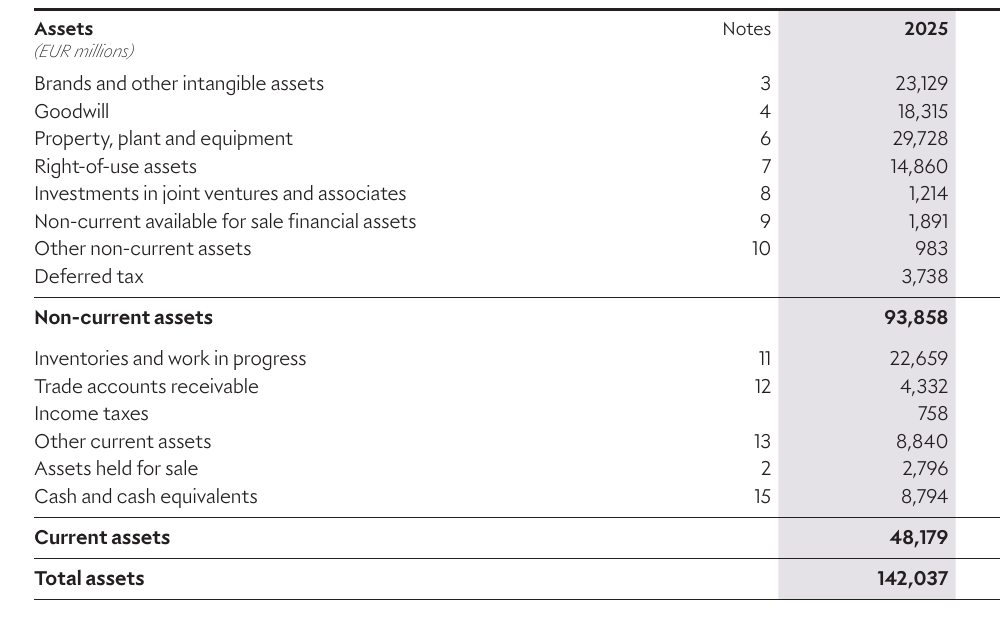 Assets Notes 2025
(EUR millions)
Brands and other intangible assets 3 23,129
Goodwill 4 18,315
Property, plant and equipment 6 29,728
Right-of-use assets 7 14,860
Investments in joint ventures and associates 8 1,214
Non-current available for sale financial assets 9 1,891
Other non-current assets 10 983
Deferred tax 3,738
Non-current assets 93,858
Inventories and work in progress 11 22,659
Trade accounts receivable 12 4,332
Income taxes 758
Other current assets 13 8,840
Assets held for sale 2 2,796
Cash and cash equivalents 15 8,794
Current assets 48,179
Total assets 142,037